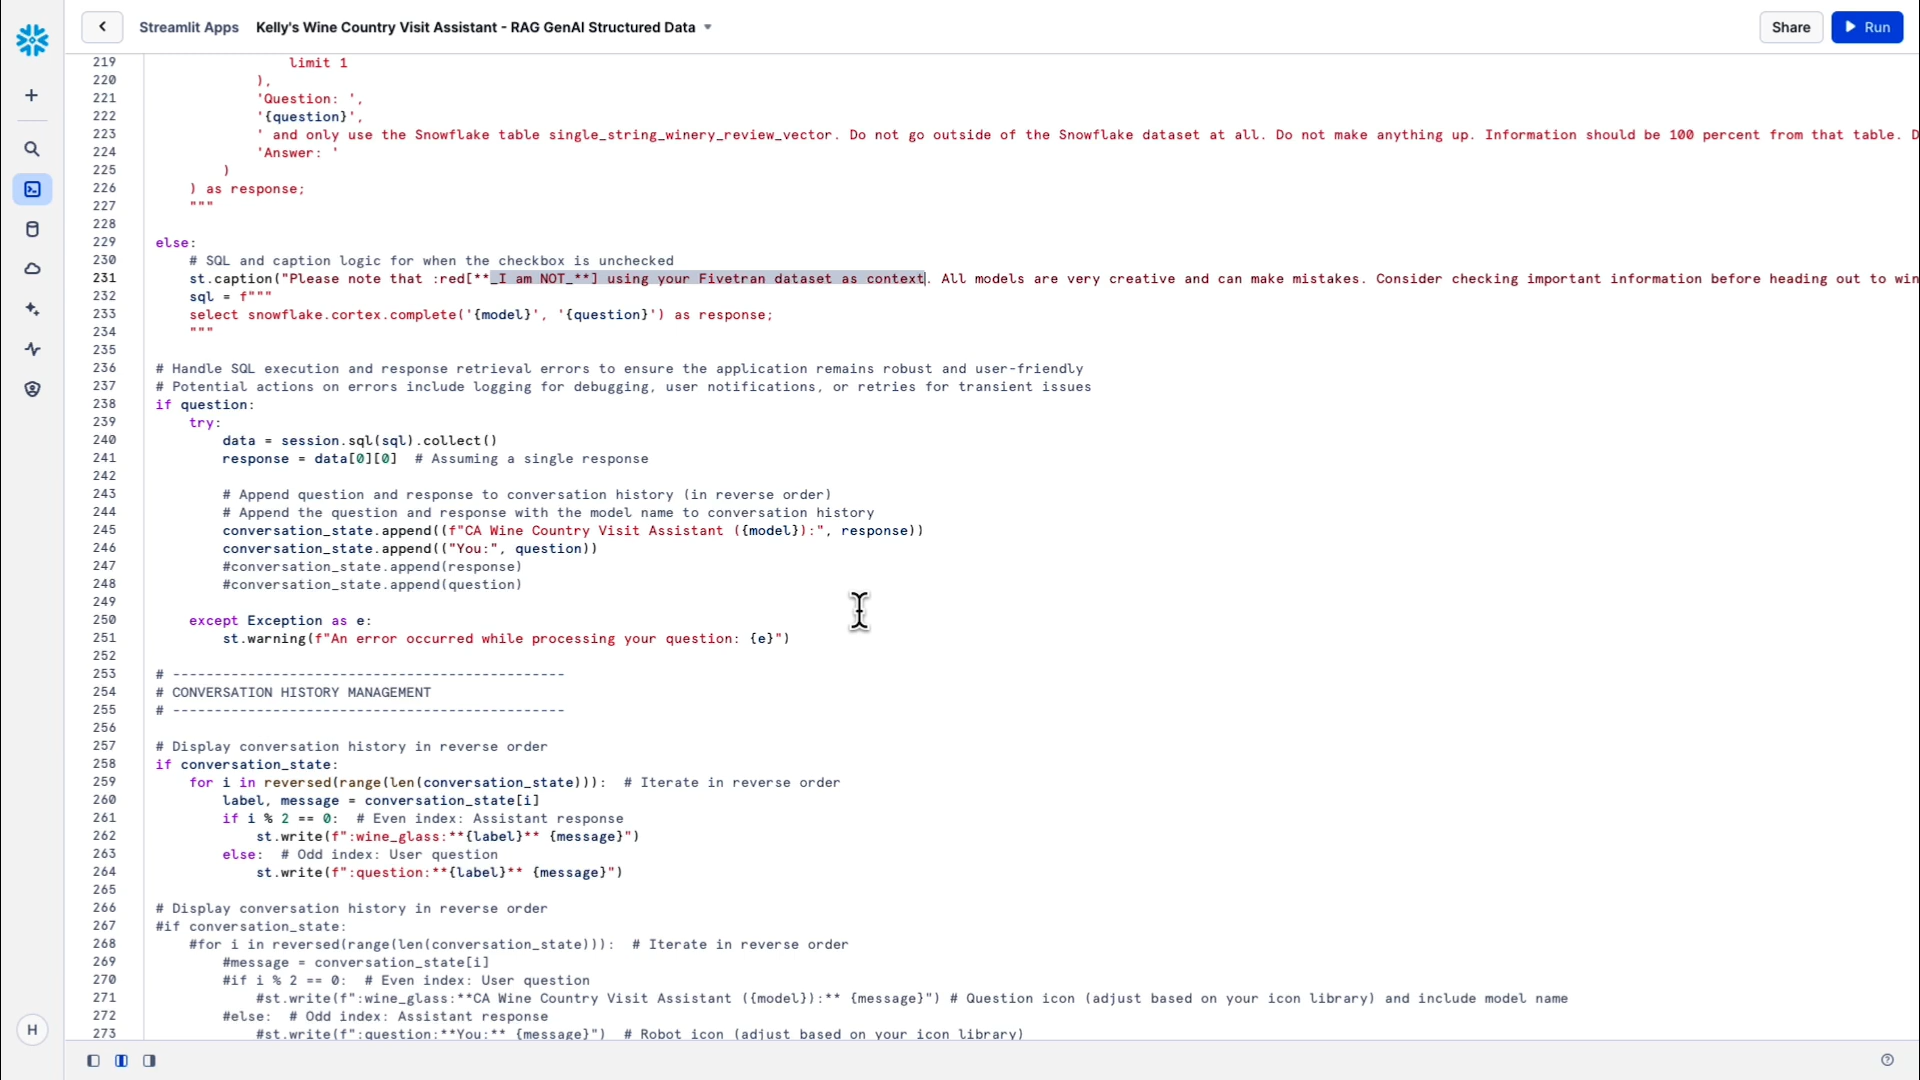 Streamlit Apps Kelly's Wine Country Visit Assistant - RAG GenAI Structured Data Share Run
219 limit 1
220 ),
221 'Question: ',
222 '{question}',
223 ' and only use the Snowflake table single_string_winery_review_vector. Do not go outside of the Snowflake dataset at all. Do not make anything up. Information should be 100 percent from that table. D
224 'Answer: '
225 )
226 ) as response;
227 """
228
229 else:
230 # SQL and caption logic for when the checkbox is unchecked
231 st.caption("Please note that :red[**_I am NOT_**] using your Fivetran dataset as context. All models are very creative and can make mistakes. Consider checking important information before heading out to win
232 sql = f"""
233 select snowflake.cortex.complete('{model}', '{question}') as response;
234 """
235
236 # Handle SQL execution and response retrieval errors to ensure the application remains robust and user-friendly
237 # Potential actions on errors include logging for debugging, user notifications, or retries for transient issues
238 if question:
239 try:
240 data = session.sql(sql).collect()
241 response = data[0][0] # Assuming a single response
242
243 # Append question and response to conversation history (in reverse order)
244 # Append the question and response with the model name to conversation history
245 conversation_state.append((f"CA Wine Country Visit Assistant ({model}):", response))
246 conversation_state.append(("You:", question))
247 #conversation_state.append(response)
248 #conversation_state.append(question)
249
250 except Exception as e:
251 st.warning(f"An error occurred while processing your question: {e}")
252
253 # -----------------------------------------------
254 # CONVERSATION HISTORY MANAGEMENT
255 # -----------------------------------------------
256
257 # Display conversation history in reverse order
258 if conversation_state:
259 for i in reversed(range(len(conversation_state))): # Iterate in reverse order
260 label, message = conversation_state[i]
261 if i % 2 == 0: # Even index: Assistant response
262 st.write(f":wine_glass:**{label}** {message}")
263 else: # Odd index: User question
264 st.write(f":question:**{label}** {message}")
265
266 # Display conversation history in reverse order
267 #if conversation_state:
268 #for i in reversed(range(len(conversation_state))): # Iterate in reverse order
269 #message = conversation_state[i]
270 #if i % 2 == 0: # Even index: User question
271 #st.write(f":wine_glass:**CA Wine Country Visit Assistant ({model}):** {message}") # Question icon (adjust based on your icon library) and include model name
272 #else: # Odd index: Assistant response
273 #st.write(f":question:**You:** {message}") # Robot icon (adjust based on your icon library)
H